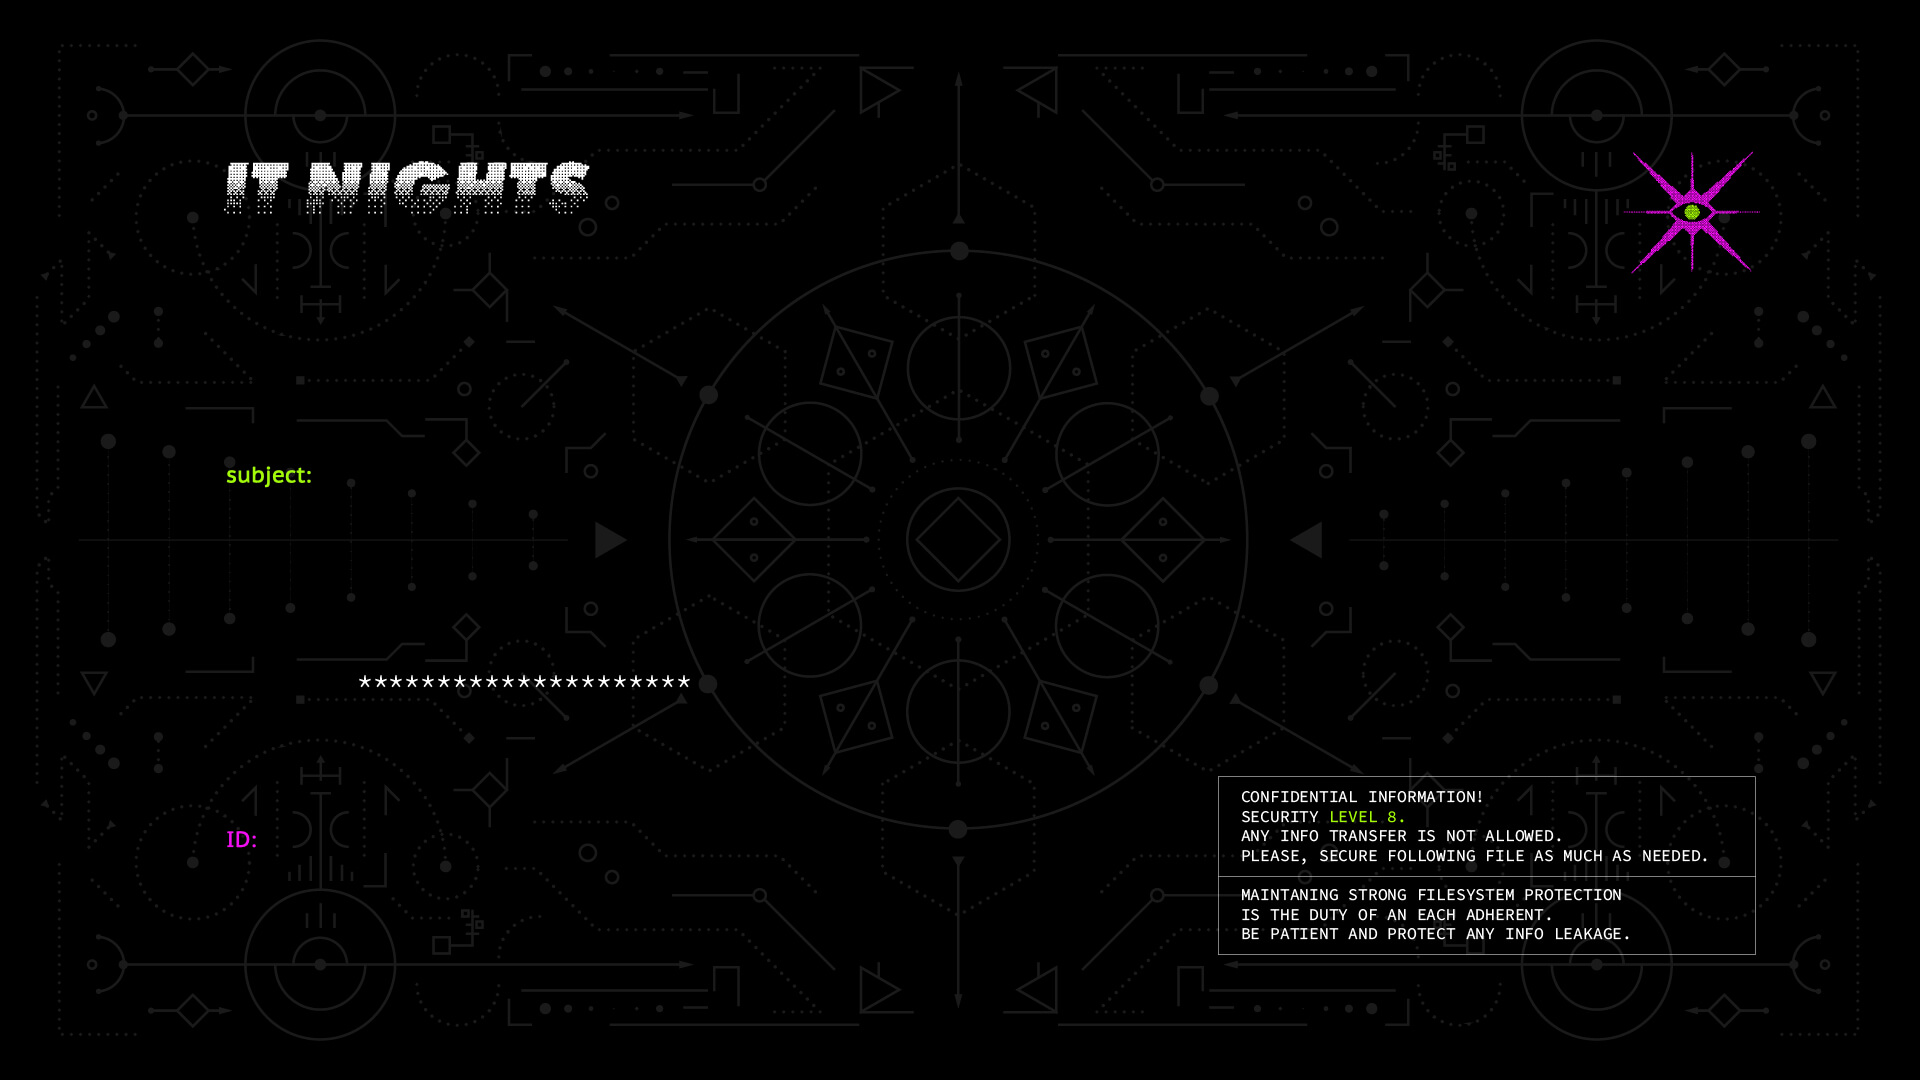 IT NIGHTS
subject:
*********************
ID:
CONFIDENTIAL INFORMATION!
SECURITY LEVEL 8.
ANY INFO TRANSFER IS NOT ALLOWED.
PLEASE, SECURE FOLLOWING FILE AS MUCH AS NEEDED.
MAINTANING STRONG FILESYSTEM PROTECTION
IS THE DUTY OF AN EACH ADHERENT.
BE PATIENT AND PROTECT ANY INFO LEAKAGE.